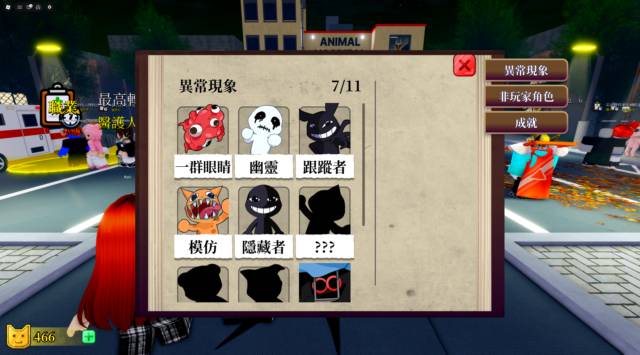 ANIMAL
異常現象 7/11
異常現象
非玩家角色
成就
職業
最高
醫護人
一群眼睛
幽靈
跟蹤者
模仿
隱藏者
???
466